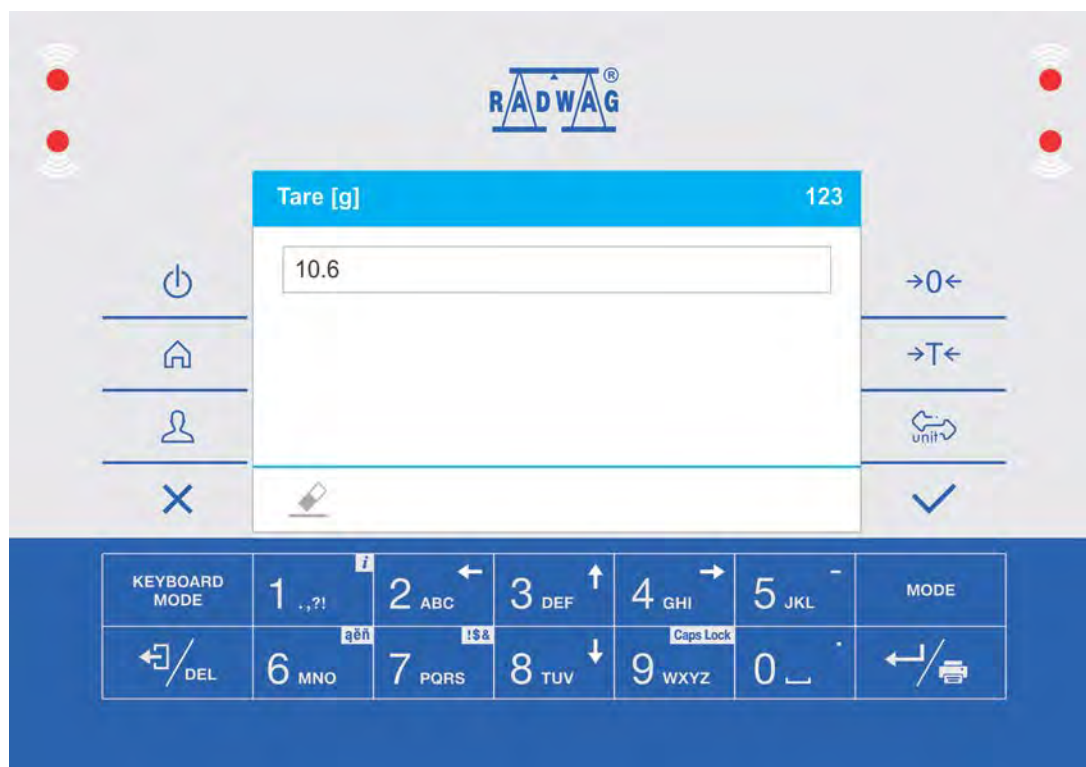 RADWAG®
Tare [g] 123
10.6
→0←
→T←
unit
KEYBOARD MODE
1 .,?! i
2 ABC ←
3 DEF ↑
4 GHI →
5 JKL -
MODE
/DEL
6 MNO ąëñ
7 PQRS !$&
8 TUV ↓
9 WXYZ Caps Lock
0 .